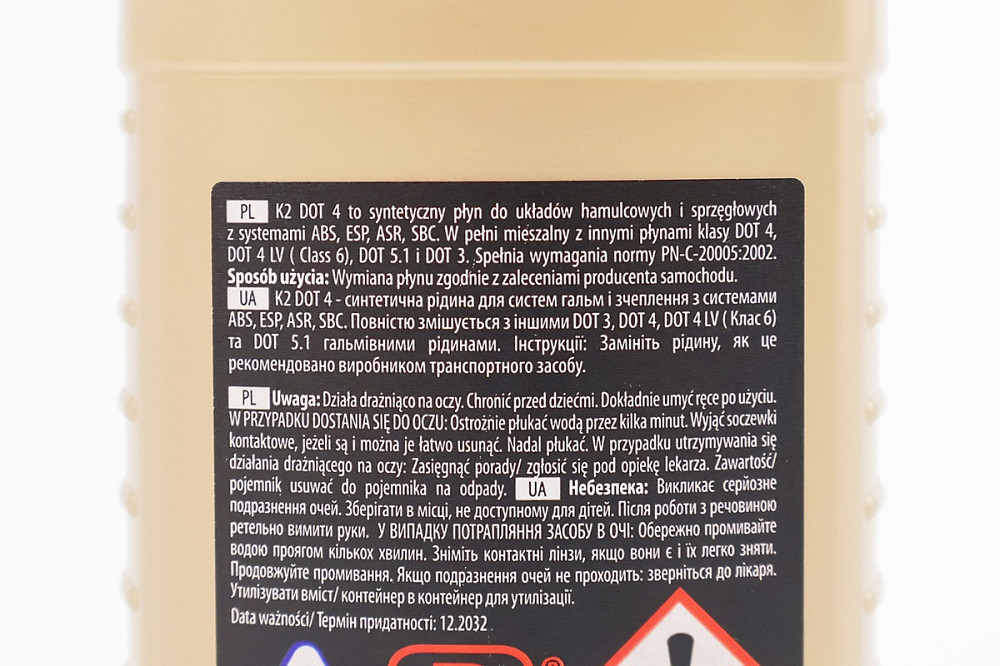 PL K2 DOT 4 to syntetyczny płyn do układów hamulcowych i sprzęgłowych
z systemami ABS, ESP, ASR, SBC. W pełni mieszalny z innymi płynami klasy DOT 4,
DOT 4 LV ( Class 6), DOT 5.1 i DOT 3. Spełnia wymagania normy PN-C-20005:2002.
Sposób użycia: Wymiana płynu zgodnie z zaleceniami producenta samochodu.
UA K2 DOT 4 - синтетична рідина для систем гальм і зчеплення з системами
ABS, ESP, ASR, SBC. Повністю змішується з іншими DOT 3, DOT 4, DOT 4 LV ( Клас 6)
та DOT 5.1 гальмівними рідинами. Інструкції: Замініть рідину, як це
рекомендовано виробником транспортного засобу.
PL Uwaga: Działa drażniąco na oczy. Chronić przed dziećmi. Dokładnie umyć ręce po użyciu.
W PRZYPADKU DOSTANIA SIĘ DO OCZU: Ostrożnie płukać wodą przez kilka minut. Wyjąć soczewki
kontaktowe, jeżeli są i można je łatwo usunąć. Nadal płukać. W przypadku utrzymywania się
działania drażniącego na oczy: Zasięgnąć porady/ zgłosić się pod opiekę lekarza. Zawartość/
pojemnik usuwać do pojemnika na odpady. UA Небезпека: Викликає серйозне
подразнення очей. Зберігати в місці, не доступному для дітей. Після роботи з речовиною
ретельно вимити руки. У ВИПАДКУ ПОТРАПЛЯННЯ ЗАСОБУ В ОЧІ: Обережно промивайте
водою проягом кількох хвилин. Зніміть контактні лінзи, якщо вони є і їх легко зняти.
Продовжуйте промивання. Якщо подразнення очей не проходить: зверніться до лікаря.
Утилізувати вміст/ контейнер в контейнер для утилізації.
Data ważności/ Термін придатності: 12.2032
®